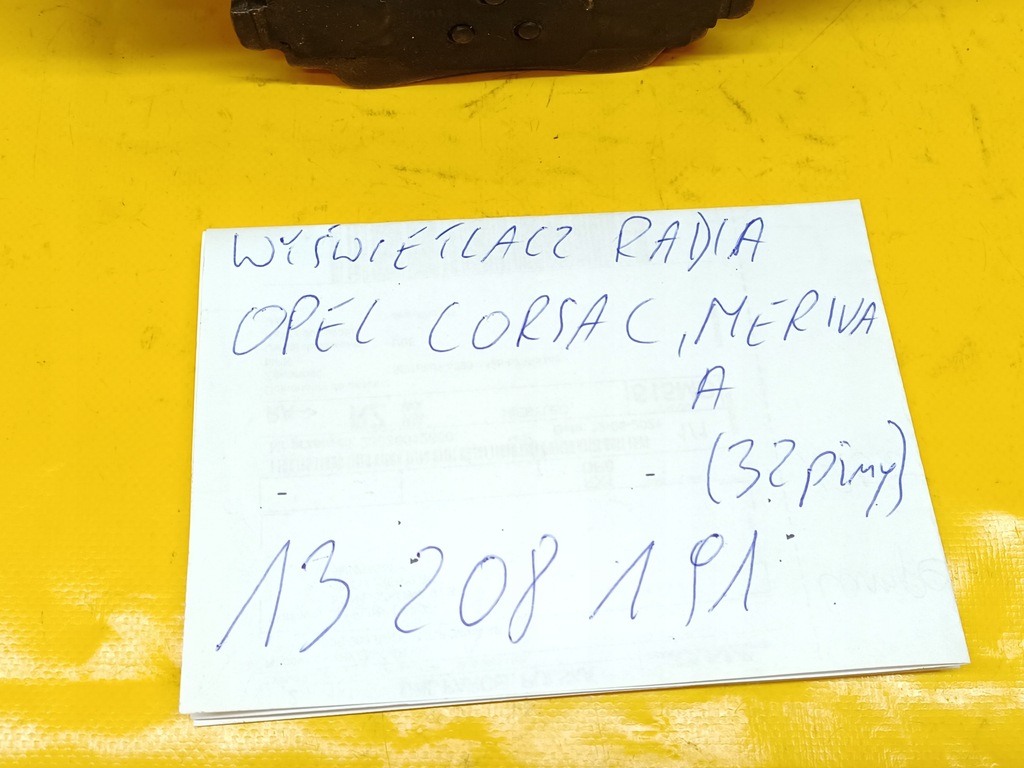 WYŚWIETLACZ RADIA
OPEL CORSA C, MERIVA
A
(32 piny)
13 208 191